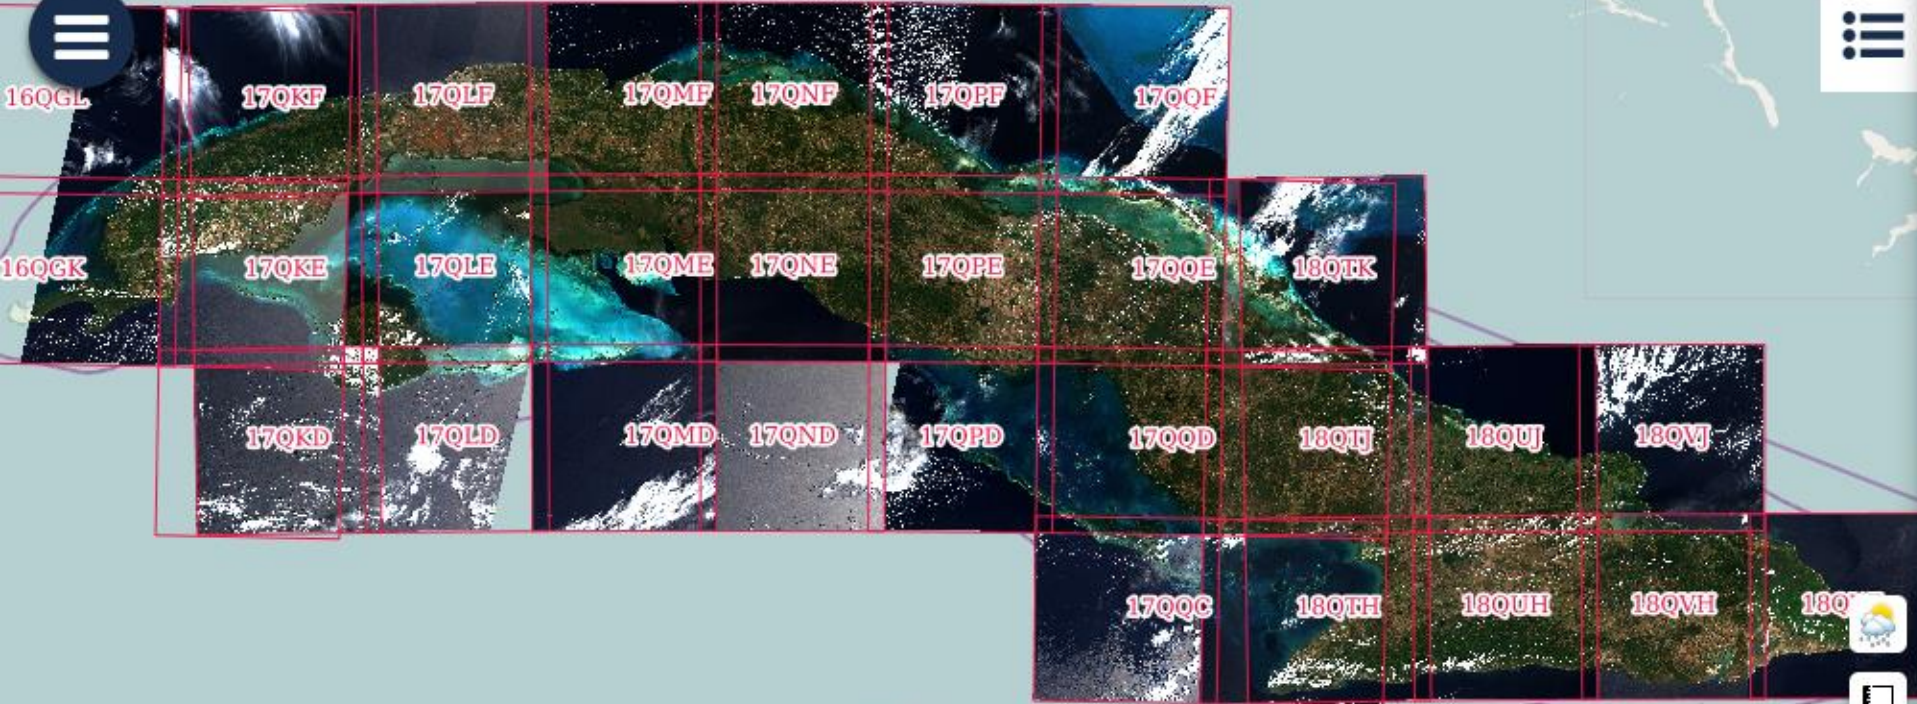 16QGL 17QKF 17QLF 17QMF 17QNF 17QPF 17QQF
16QGK 17QKE 17QLE 17QME 17QNE 17QPE 17QQE 18QTK
17QKD 17QLD 17QMD 17QND 17QPD 17QQD 18QTJ 18QUJ 18QVJ
17QQC 18QTH 18QUH 18QVH